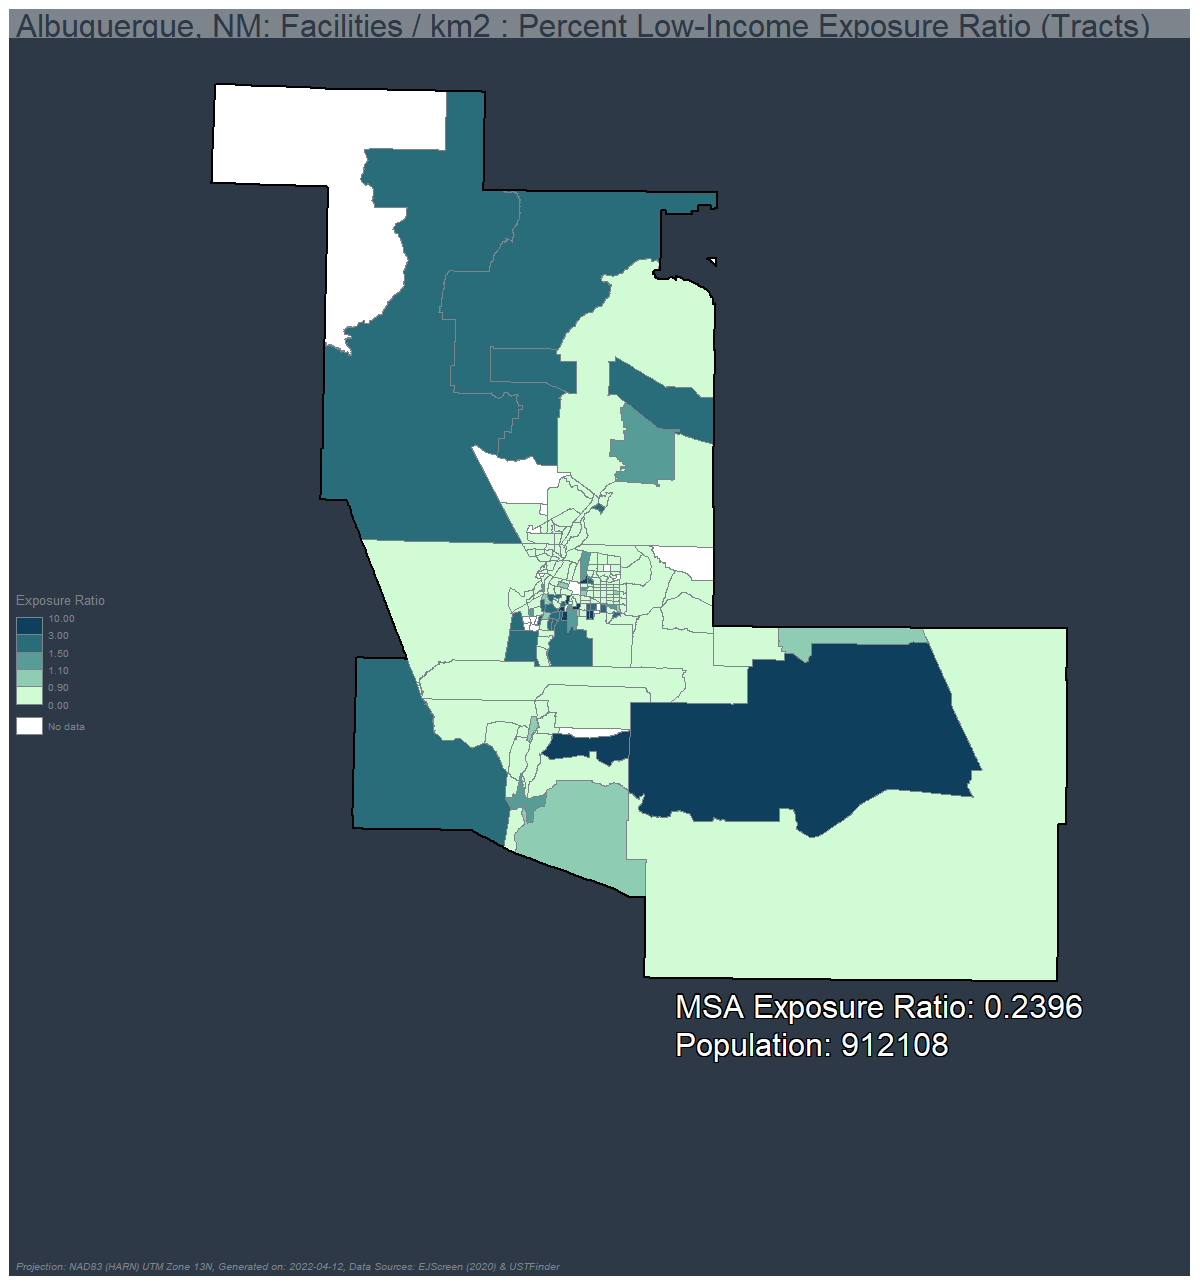 Albuquerque, NM: Facilities / km2 : Percent Low-Income Exposure Ratio (Tracts)
Exposure Ratio
10.00
3.00
1.50
1.10
0.90
0.00
No data
MSA Exposure Ratio: 0.2396
Population: 912108
Projection: NAD83 (HARN) UTM Zone 13N, Generated on: 2022-04-12, Data Sources: EJScreen (2020) & USTFinder